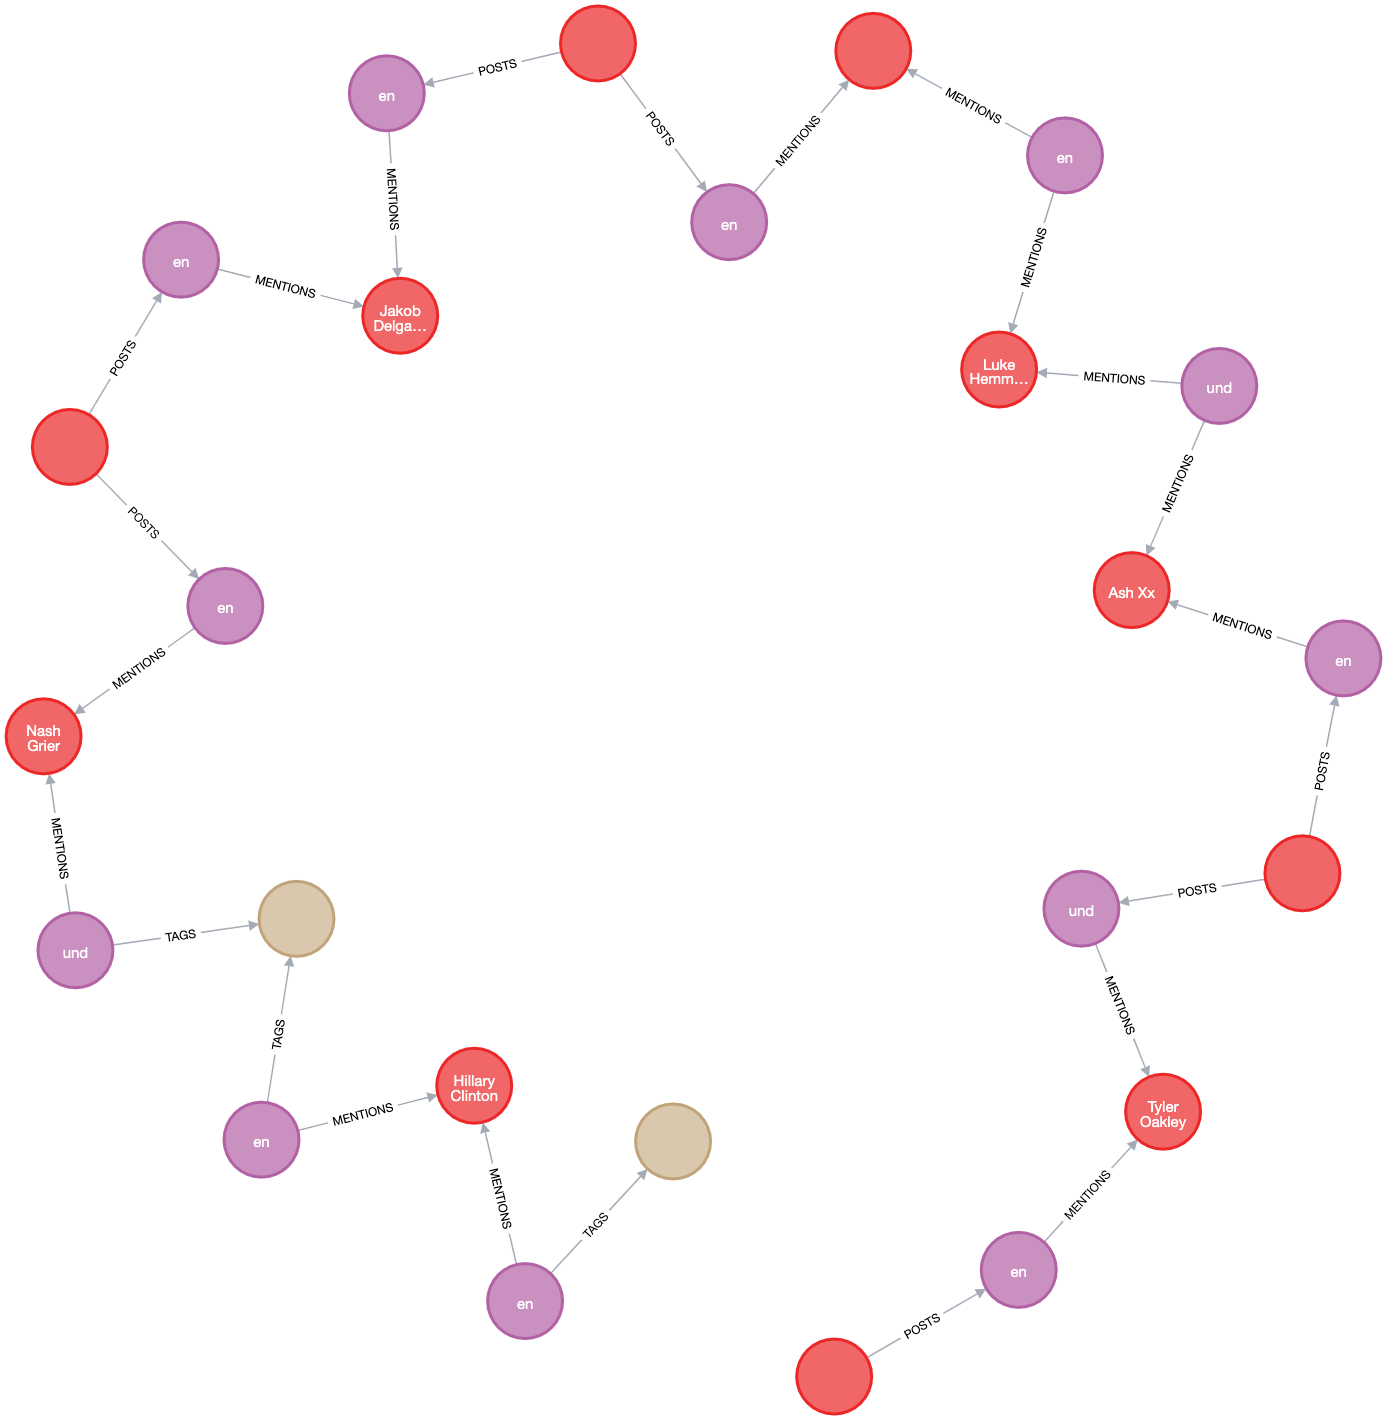 POSTS
en
MENTIONS
en
POSTS
MENTIONS
en
MENTIONS
en
MENTIONS
en
MENTIONS
Jakob
Delga…
POSTS
Luke
Hemm…
MENTIONS
und
MENTIONS
POSTS
en
MENTIONS
Ash Xx
MENTIONS
en
Nash
Grier
POSTS
MENTIONS
und
TAGS
POSTS
und
MENTIONS
TAGS
Hillary
Clinton
MENTIONS
en
Tyler
Oakley
MENTIONS
TAGS
MENTIONS
en
en
POSTS